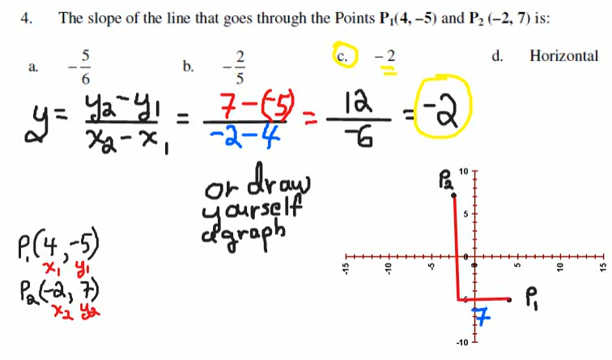 4. The slope of the line that goes through the Points P₁(4, –5) and P₂ (–2, 7) is:
a. -5/6 b. -2/5 c. – 2 d. Horizontal
y = y₂-y₁/x₂-x₁ = 7-(-5)/-2-4 = 12/-6 = -2
or draw
yourself
a graph
P₁(4,-5)
x₁ y₁
P₂(-2, 7)
x₂ y₂
P₂ 10
5
-15 -10 -5 0 5 10 15
-5 P₁
7
-10